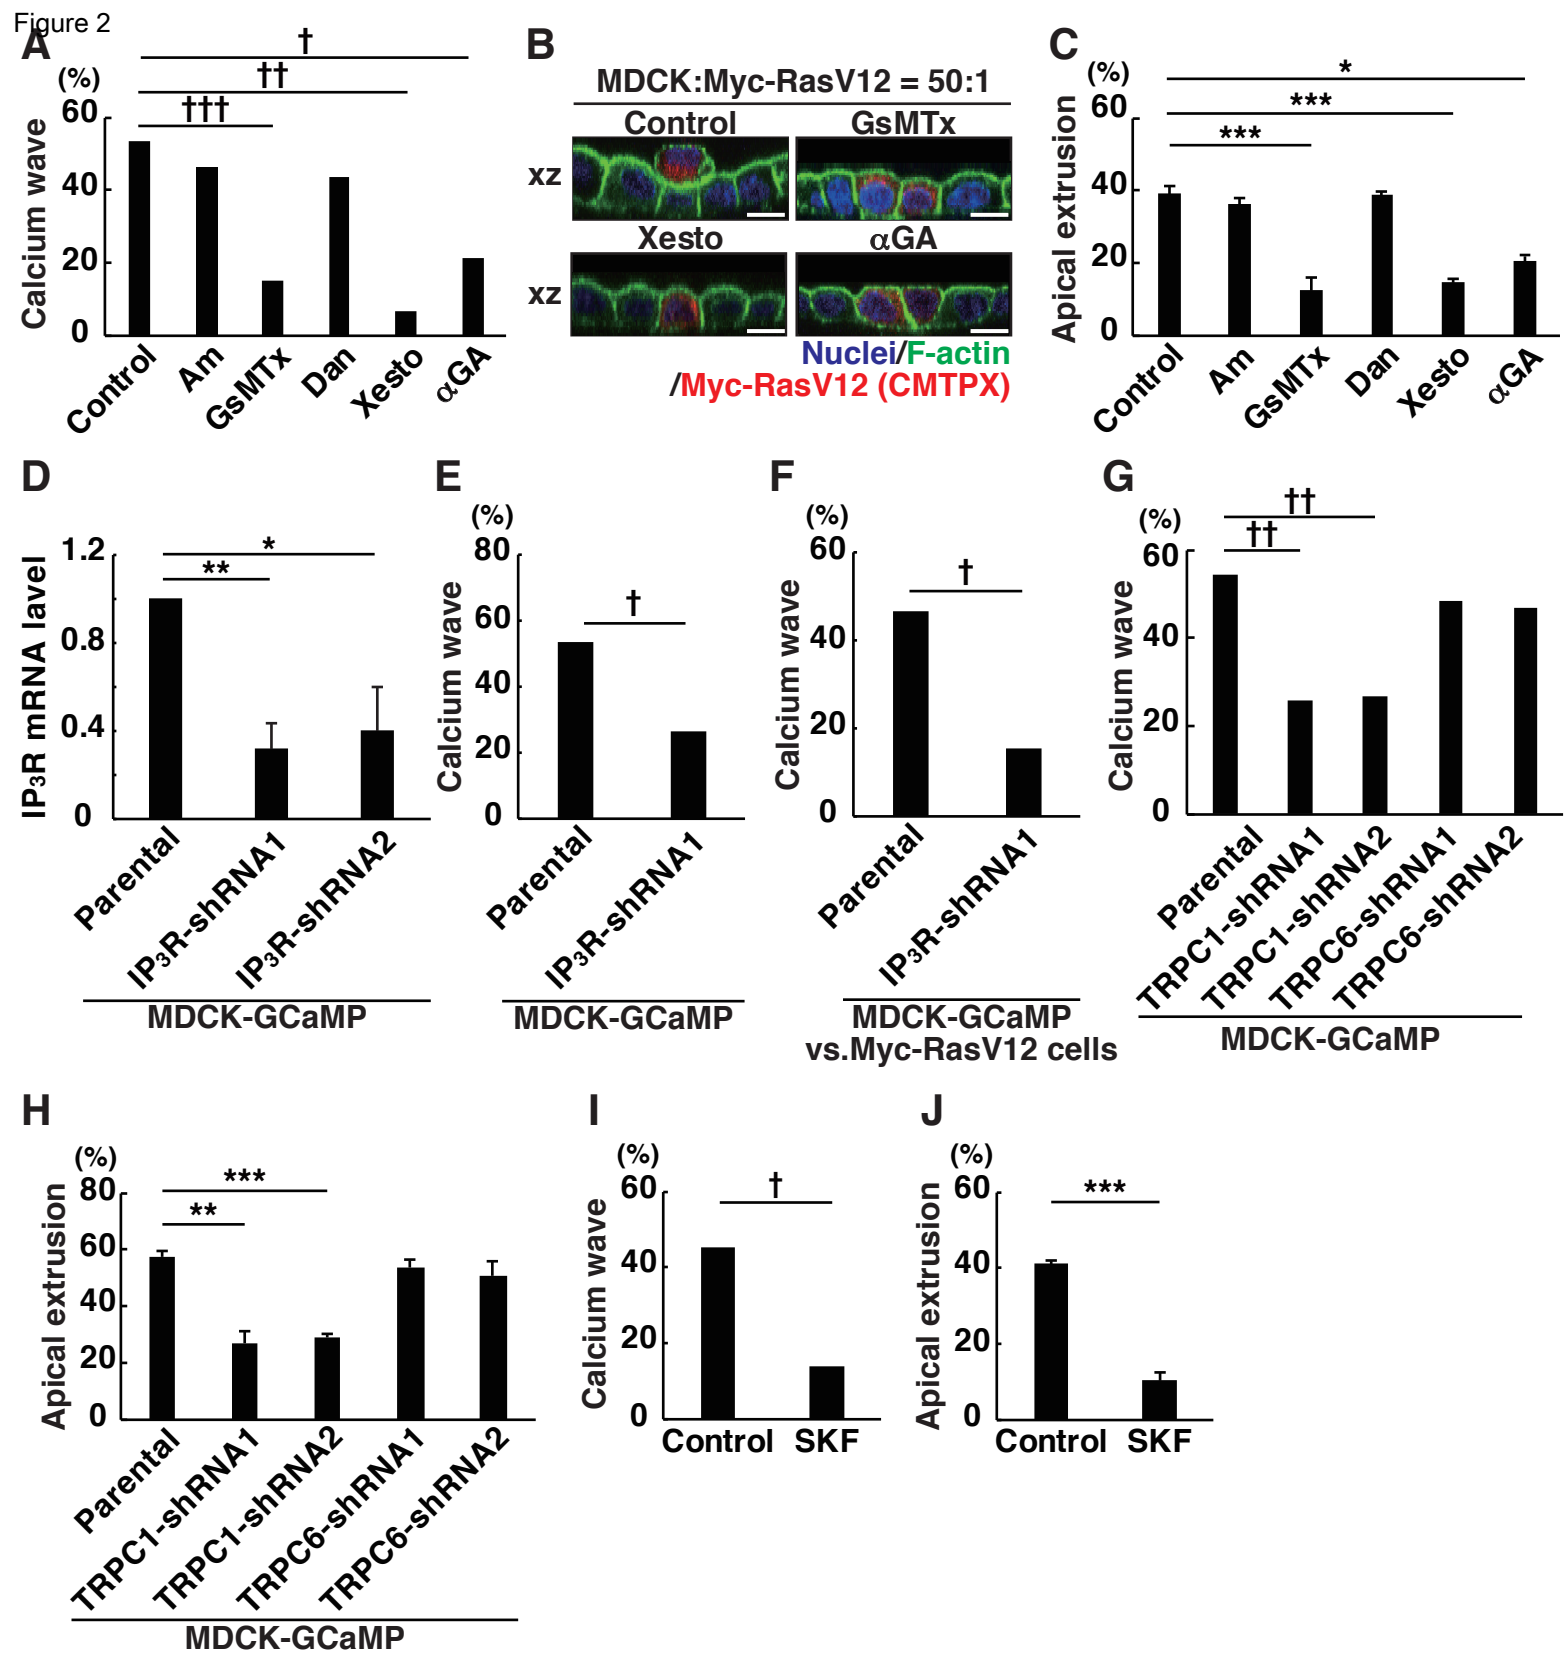 Figure 2
A
(%)
Calcium wave
60
40
20
0
†
††
†††
Control
Am
GsMTx
Dan
Xesto
αGA
B
MDCK:Myc-RasV12 = 50:1
Control
GsMTx
xz
Xesto
αGA
xz
Nuclei/F-actin
/Myc-RasV12 (CMTPX)
C
(%)
Apical extrusion
60
40
20
0
*
***
***
Control
Am
GsMTx
Dan
Xesto
αGA
D
IP3R mRNA lavel
1.2
0.8
0.4
0
*
**
Parental
IP3R-shRNA1
IP3R-shRNA2
MDCK-GCaMP
E
(%)
Calcium wave
80
60
40
20
0
†
Parental
IP3R-shRNA1
MDCK-GCaMP
F
(%)
Calcium wave
60
40
20
0
†
Parental
IP3R-shRNA1
MDCK-GCaMP
vs.Myc-RasV12 cells
G
(%)
Calcium wave
60
40
20
0
††
††
Parental
TRPC1-shRNA1
TRPC1-shRNA2
TRPC6-shRNA1
TRPC6-shRNA2
MDCK-GCaMP
H
(%)
Apical extrusion
80
60
40
20
0
***
**
Parental
TRPC1-shRNA1
TRPC1-shRNA2
TRPC6-shRNA1
TRPC6-shRNA2
MDCK-GCaMP
I
(%)
Calcium wave
60
40
20
0
†
Control SKF
J
(%)
Apical extrusion
60
40
20
0
***
Control SKF